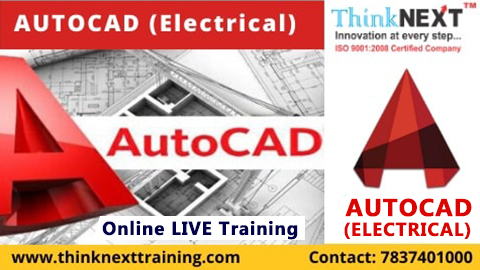 AUTOCAD (Electrical)
ThinkNEXT™
Innovation at every step...
ISO 9001:2008 Certified Company
AutoCAD
Online LIVE Training
AUTOCAD
(ELECTRICAL)
www.thinknexttraining.com
Contact: 7837401000